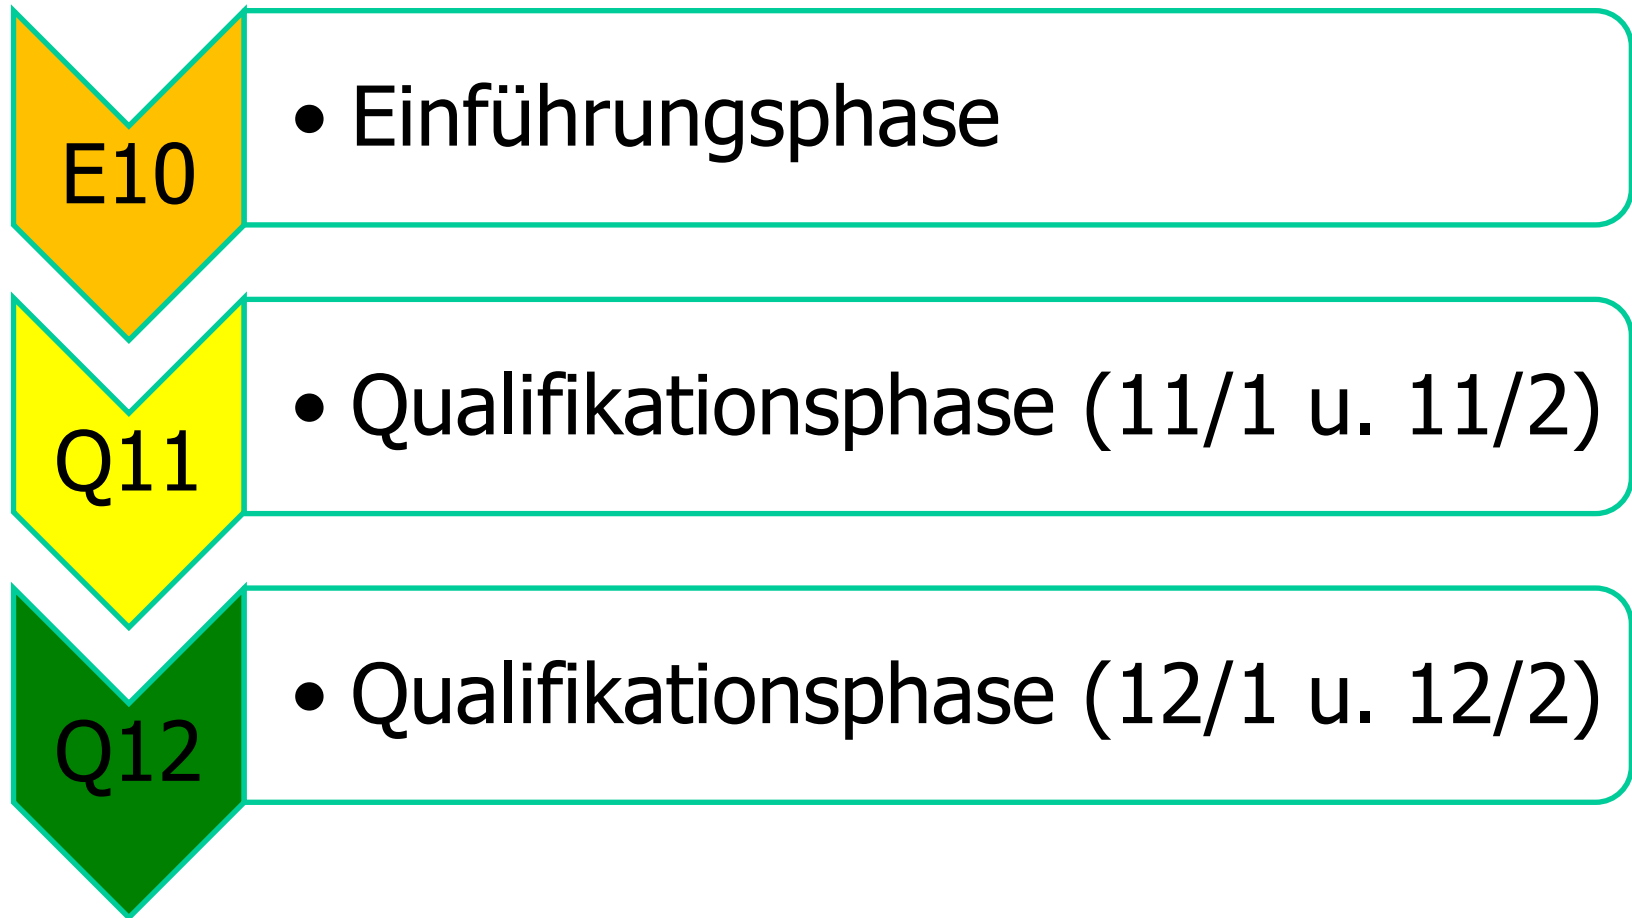 E10
• Einführungsphase
Q11
• Qualifikationsphase (11/1 u. 11/2)
Q12
• Qualifikationsphase (12/1 u. 12/2)